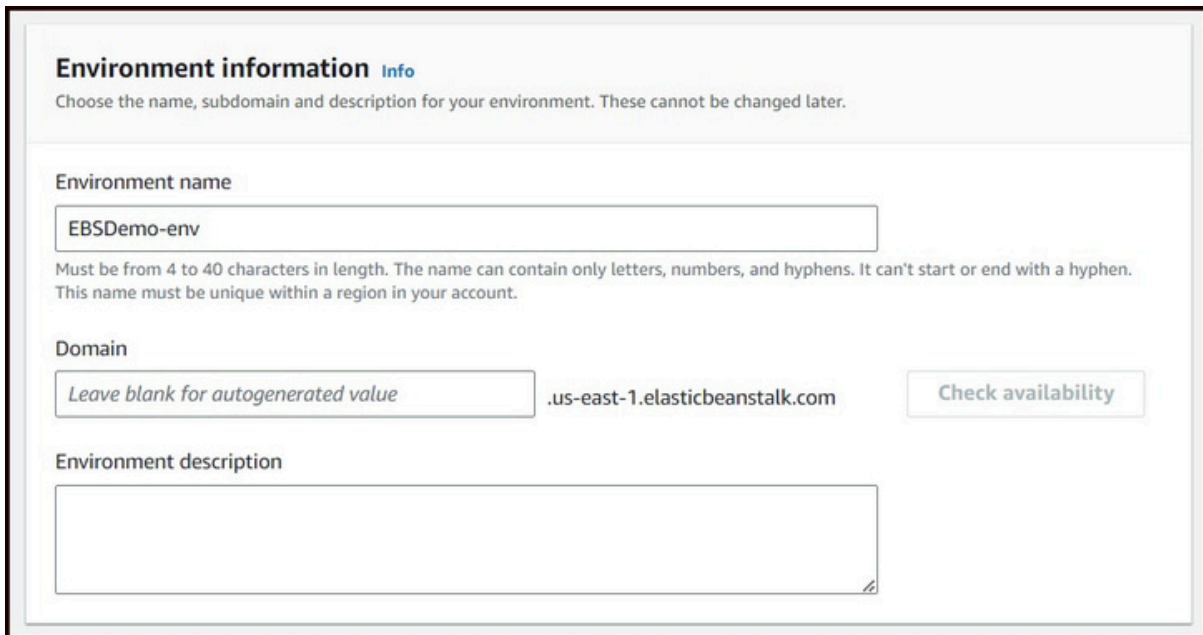 Environment information Info
Choose the name, subdomain and description for your environment. These cannot be changed later.
Environment name
EBSDemo-env
Must be from 4 to 40 characters in length. The name can contain only letters, numbers, and hyphens. It can't start or end with a hyphen.
This name must be unique within a region in your account.
Domain
Leave blank for autogenerated value .us-east-1.elasticbeanstalk.com Check availability
Environment description